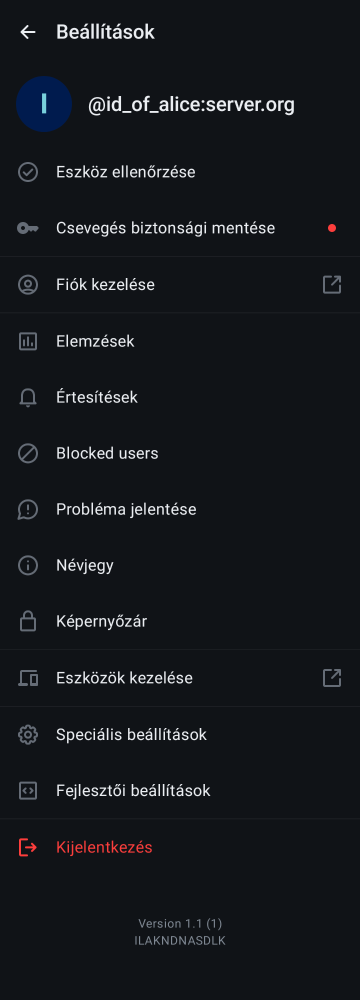 Beállítások
I
@id_of_alice:server.org
Eszköz ellenőrzése
Csevegés biztonsági mentése
Fiók kezelése
Elemzések
Értesítések
Blocked users
Probléma jelentése
Névjegy
Képernyőzár
Eszközök kezelése
Speciális beállítások
Fejlesztői beállítások
Kijelentkezés
Version 1.1 (1)
ILAKNDNASDLK